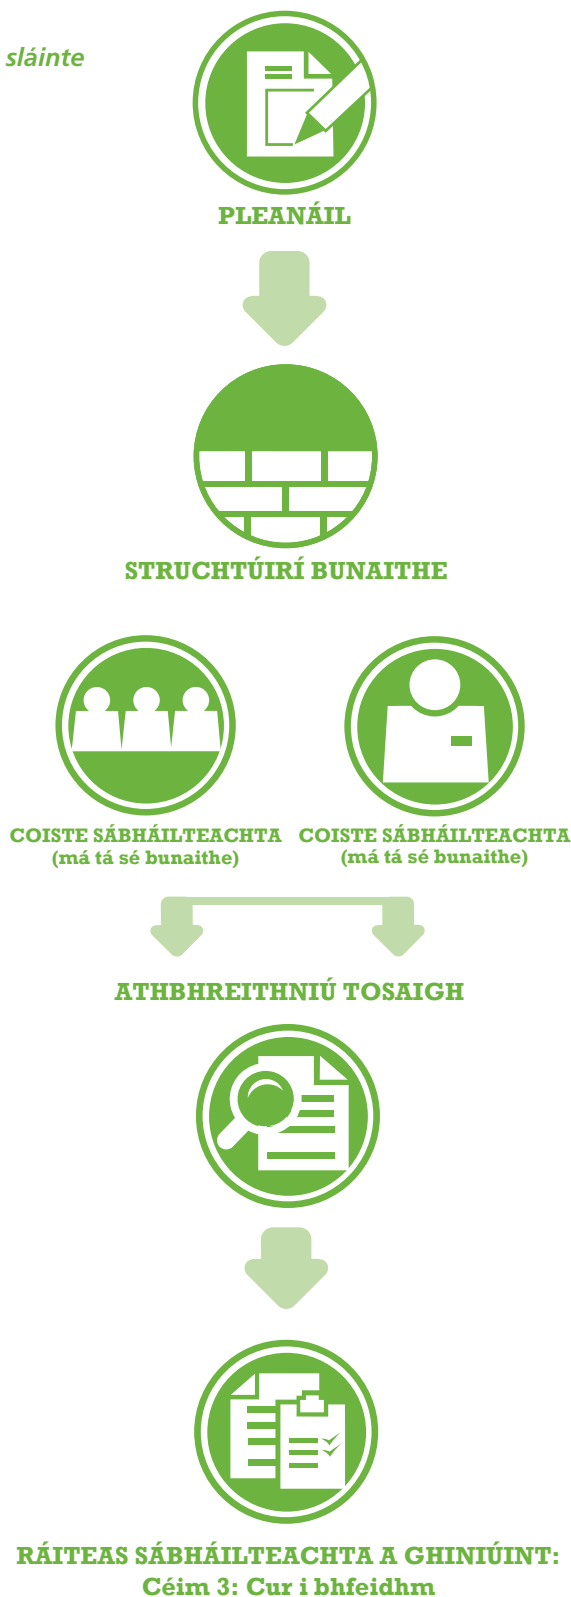 sláinte
PLEANÁIL
STRUCHTÚIRÍ BUNAITHE
COISTE SÁBHÁILTEACHTA
(má tá sé bunaithe)
COISTE SÁBHÁILTEACHTA
(má tá sé bunaithe)
ATHBHREITHNIÚ TOSAIGH
RÁITEAS SÁBHÁILTEACHTA A GHINIÚINT:
Céim 3: Cur i bhfeidhm